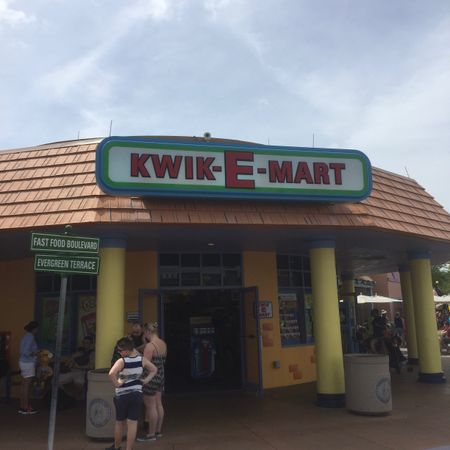 KWIK-E-MART
FAST FOOD BOULEVARD
EVERGREEN TERRACE